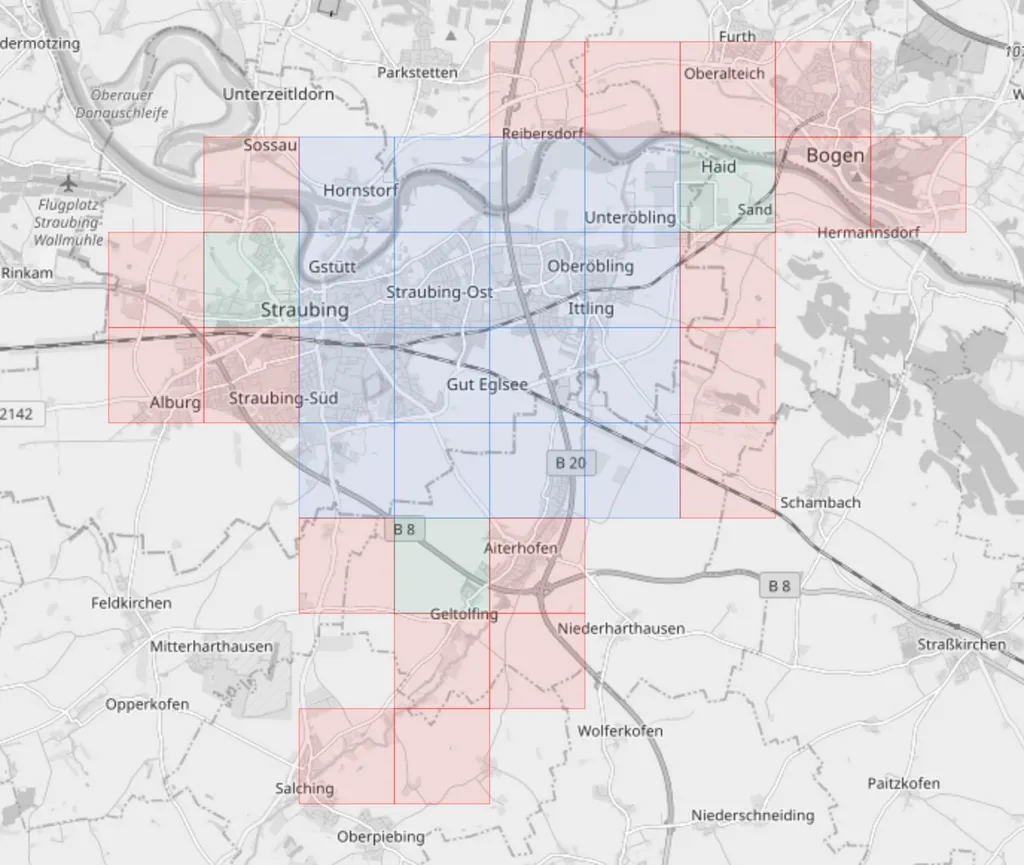 Furth
dermötzing
Parkstetten
Oberalteich
Unterzeitldorn
Oberauer
Donauschleife
Reibersdorf
Sossau
Bogen
Haid
Hornstorf
Flugplatz
Straubing-
Wallmühle
Unteröbling
Sand
Hermannsdorf
Rinkam
Gstütt
Oberöbling
Straubing-Ost
Straubing
Ittling
Gut Eglsee
Straubing-Süd
Alburg
2142
B 20
Schambach
B 8
Aiterhofen
B 8
Feldkirchen
Geltolfing
Niederharthausen
Mitterharthausen
Straßkirchen
Opperkofen
Wolferkofen
Salching
Paitzkofen
Niederschneiding
Oberpiebing